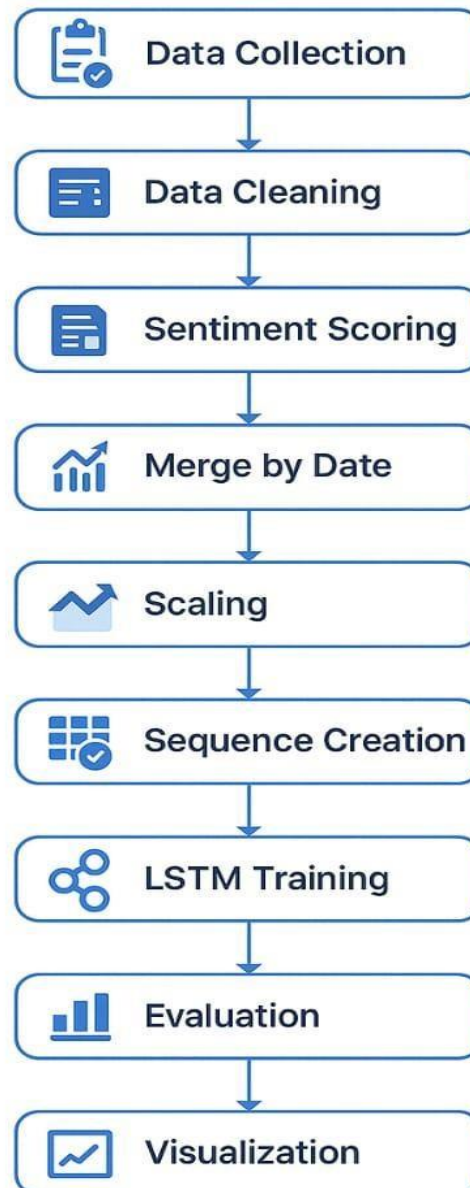 Data Collection
Data Cleaning
Sentiment Scoring
Merge by Date
Scaling
Sequence Creation
LSTM Training
Evaluation
Visualization